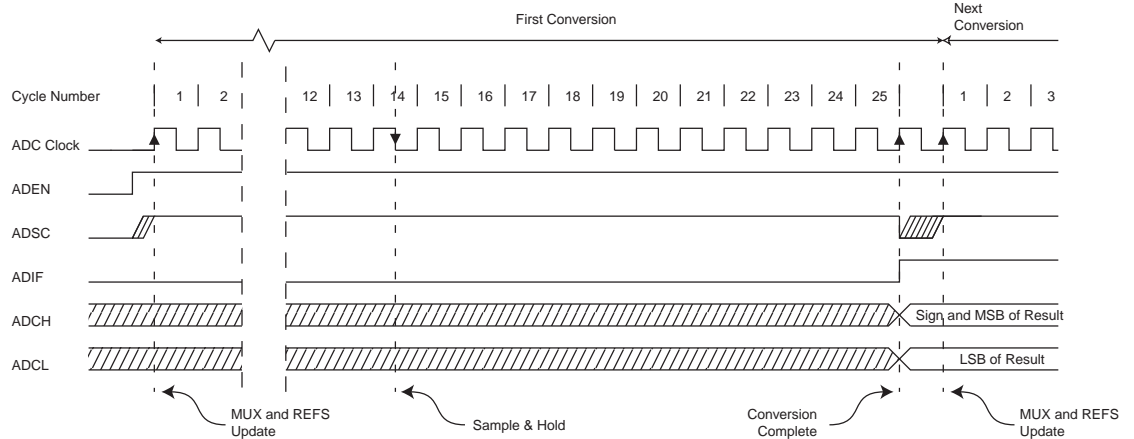 First Conversion
Next
Conversion
Cycle Number 1 2 12 13 14 15 16 17 18 19 20 21 22 23 24 25 1 2 3
ADC Clock
ADEN
ADSC
ADIF
ADCH
Sign and MSB of Result
ADCL
LSB of Result
MUX and REFS
Update
Sample & Hold
Conversion
Complete
MUX and REFS
Update